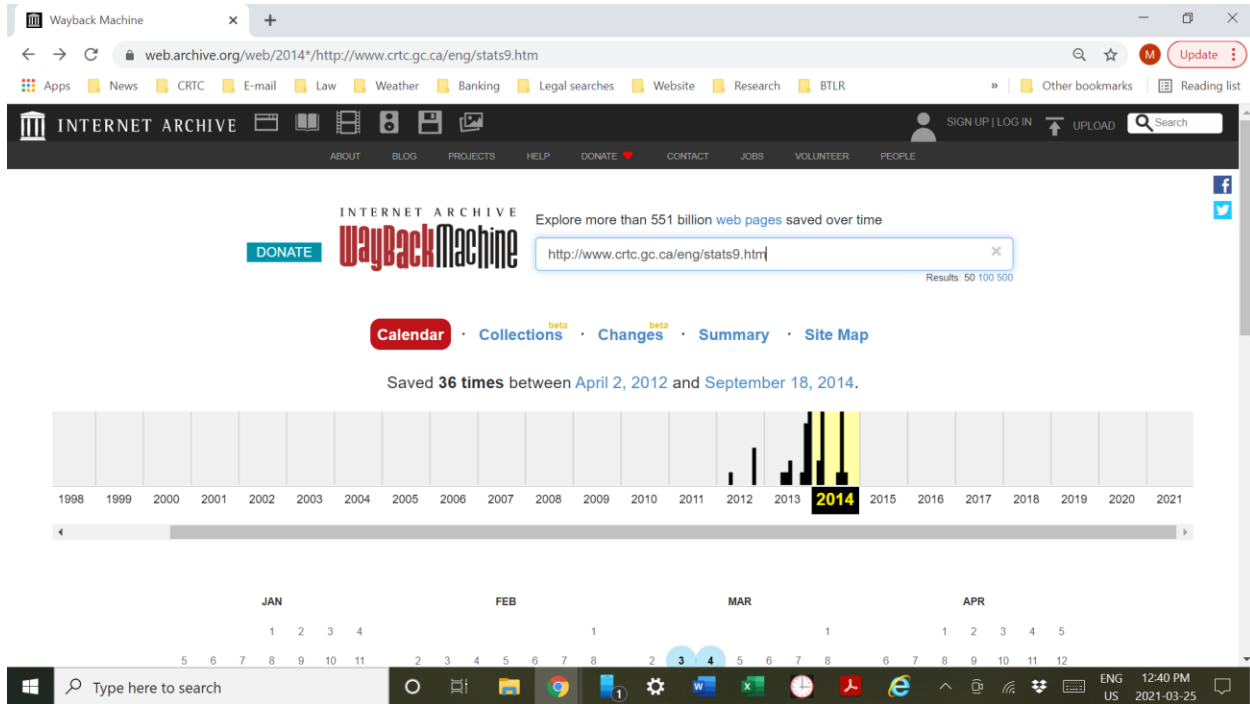 Wayback Machine
web.archive.org/web/2014*/http://www.crtc.gc.ca/eng/stats9.htm M Update
Apps News CRTC E-mail Law Weather Banking Legal searches Website Research BTLR » Other bookmarks Reading list
INTERNET ARCHIVE SIGN UP | LOG IN UPLOAD Search
ABOUT BLOG PROJECTS HELP DONATE CONTACT JOBS VOLUNTEER PEOPLE
INTERNET ARCHIVE
WayBackMachine
DONATE
Explore more than 551 billion web pages saved over time
http://www.crtc.gc.ca/eng/stats9.htm
Results: 50 100 500
Calendar · Collections beta · Changes beta · Summary · Site Map
Saved 36 times between April 2, 2012 and September 18, 2014.
1998 1999 2000 2001 2002 2003 2004 2005 2006 2007 2008 2009 2010 2011 2012 2013 2014 2015 2016 2017 2018 2019 2020 2021
JAN FEB MAR APR
1 2 3 4 1 1 1 2 3 4 5
5 6 7 8 9 10 11 2 3 4 5 6 7 8 2 3 4 5 6 7 8 6 7 8 9 10 11 12
Type here to search 1 ENG 12:40 PM
US 2021-03-25